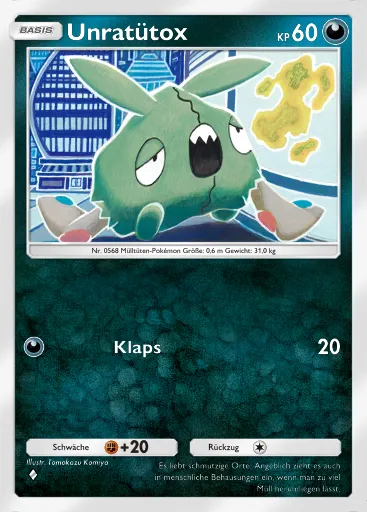 BASIS Unratütox KP 60
Nr. 0568 Mülltüten-Pokémon Größe: 0,6 m Gewicht: 31,0 kg
Klaps 20
Schwäche +20 Rückzug
Illustr. Tomokazu Komiya
Es liebt schmutzige Orte. Angeblich zieht es auch
in menschliche Behausungen ein, wenn man zu viel
Müll herumliegen lässt.